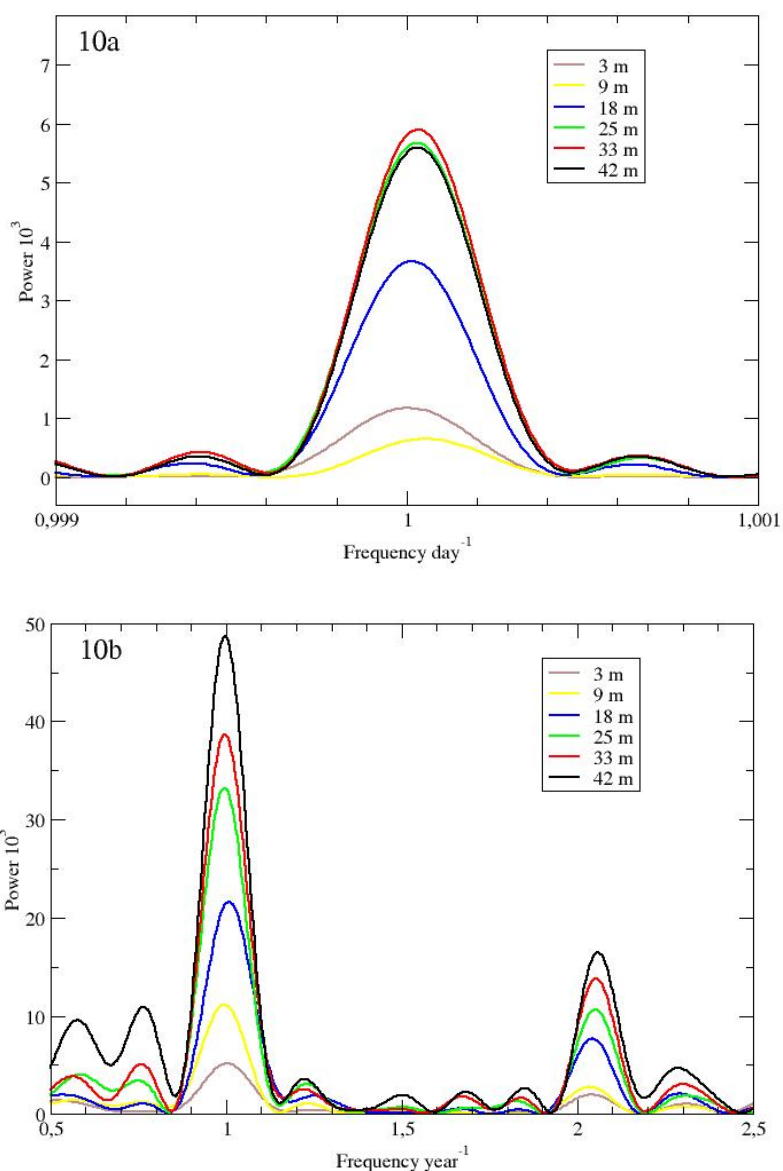 10a
7
6
5
4
3
2
1
0
Power 10³
3 m
9 m
18 m
25 m
33 m
42 m
0,999
1
1,001
Frequency day⁻¹
10b
50
40
30
20
10
0
Power 10³
3 m
9 m
18 m
25 m
33 m
42 m
0,5
1
1,5
2
2,5
Frequency year⁻¹